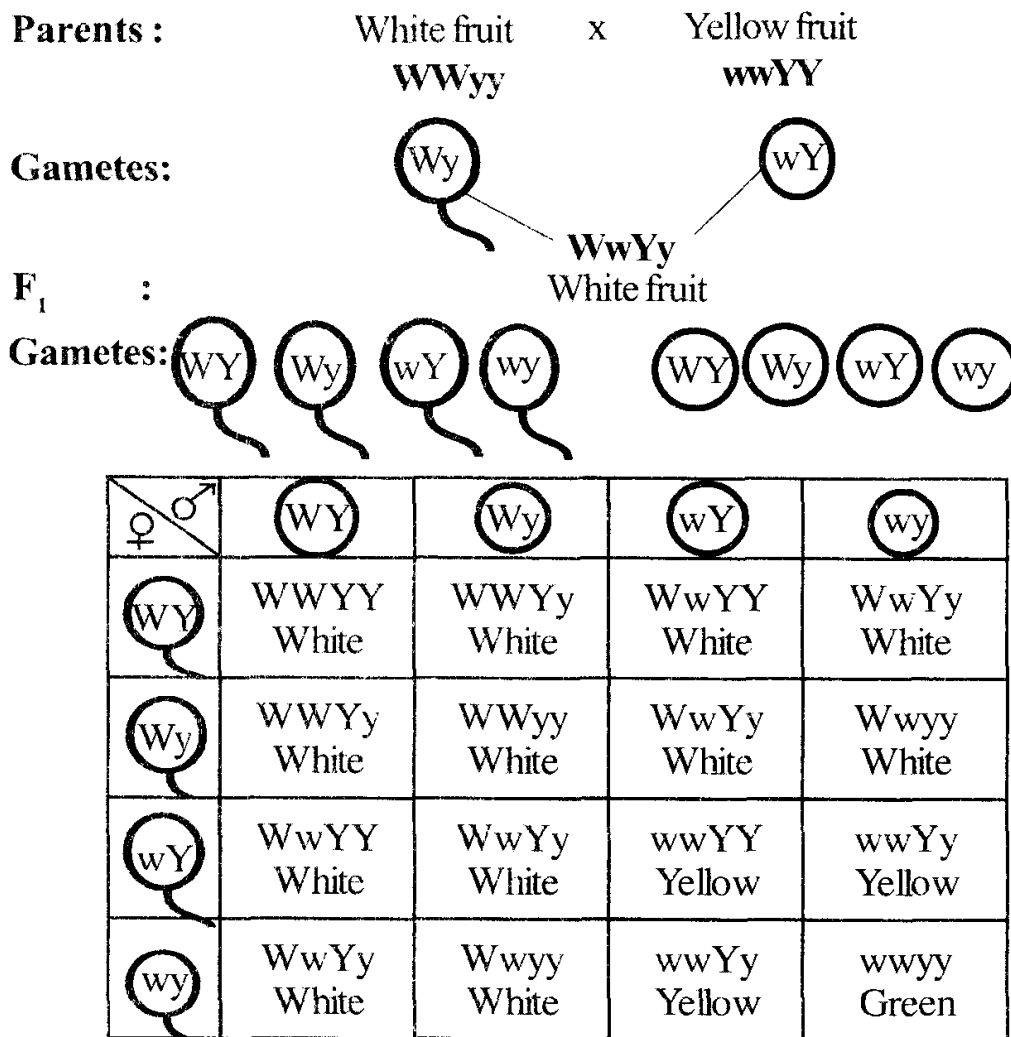 Parents : White fruit x Yellow fruit
WWyy wwYY
Gametes: Wy wY
WwYy
F1 : White fruit
Gametes: WY Wy wY wy WY Wy wY wy
♀ ♂ WY Wy wY wy
WY WWYY WWYy WwYY WwYy
White White White White
Wy WWYy WWyy WwYy Wwyy
White White White White
wY WwYY WwYy wwYY wwYy
White White Yellow Yellow
wy WwYy Wwyy wwYy wwyy
White White Yellow Green